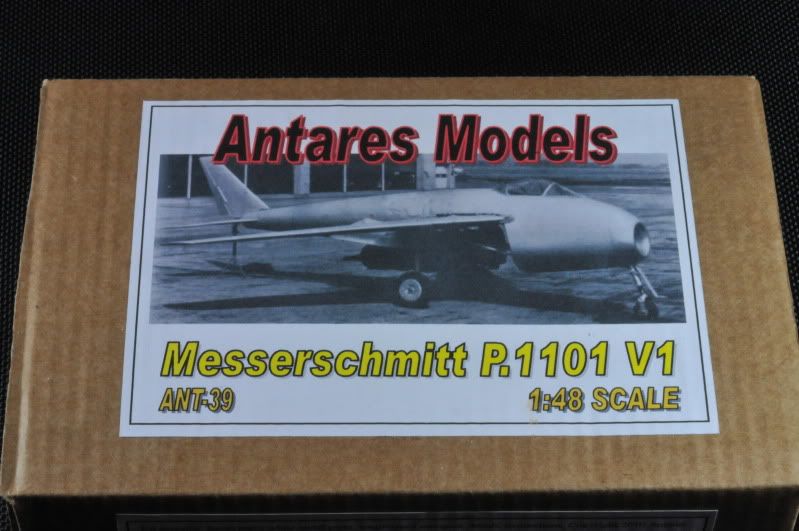 Antares Models
Messerschmitt P.1101 V1
ANT-39 1:48 SCALE